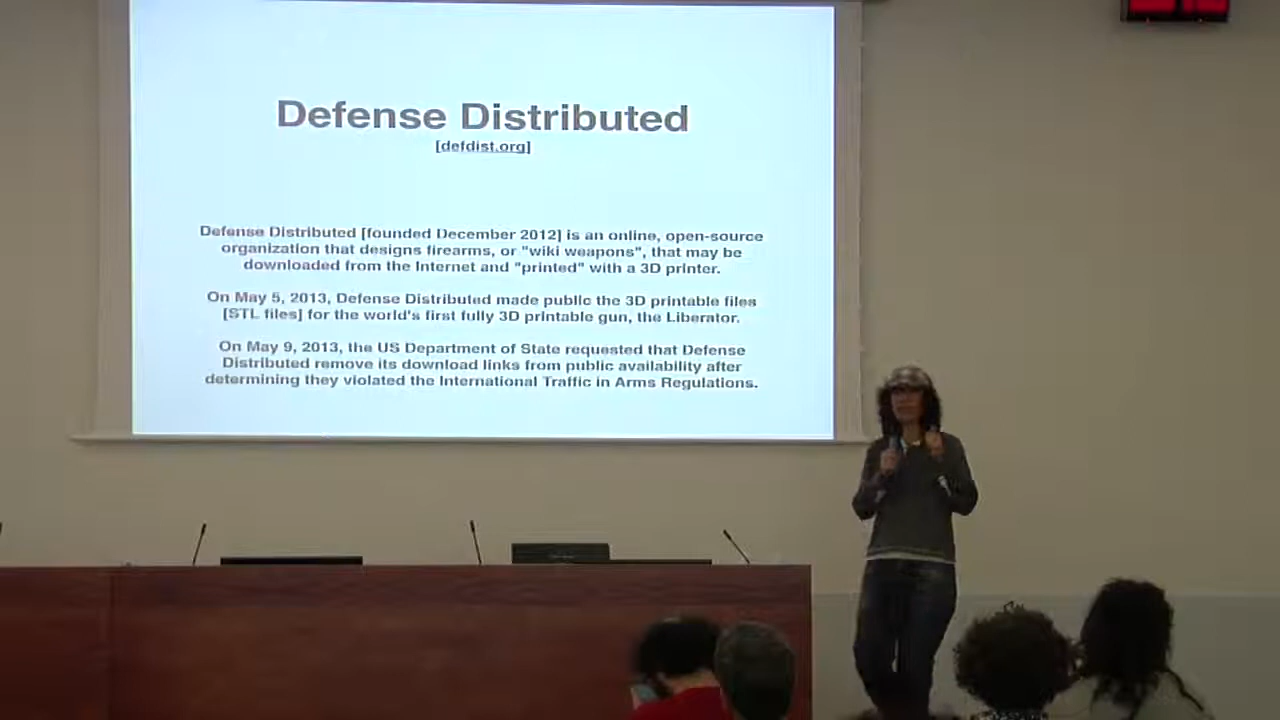 Defense Distributed
[defdist.org]
Defense Distributed [founded December 2012] is an online, open-source
organization that designs firearms, or "wiki weapons", that may be
downloaded from the Internet and "printed" with a 3D printer.
On May 5, 2013, Defense Distributed made public the 3D printable files
[STL files] for the world's first fully 3D printable gun, the Liberator.
On May 9, 2013, the US Department of State requested that Defense
Distributed remove its download links from public availability after
determining they violated the International Traffic in Arms Regulations.